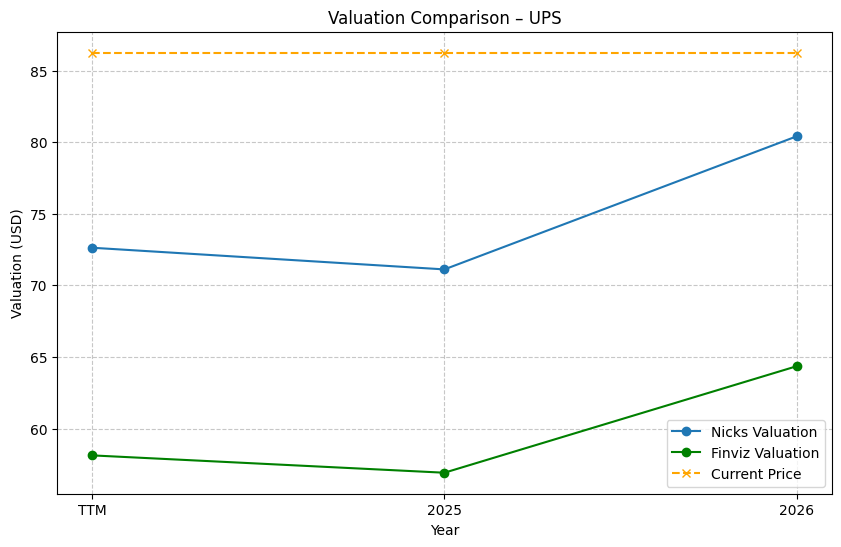 Valuation Comparison – UPS
Valuation (USD)
85
80
75
70
65
60
TTM
2025
2026
Year
Nicks Valuation
Finviz Valuation
Current Price